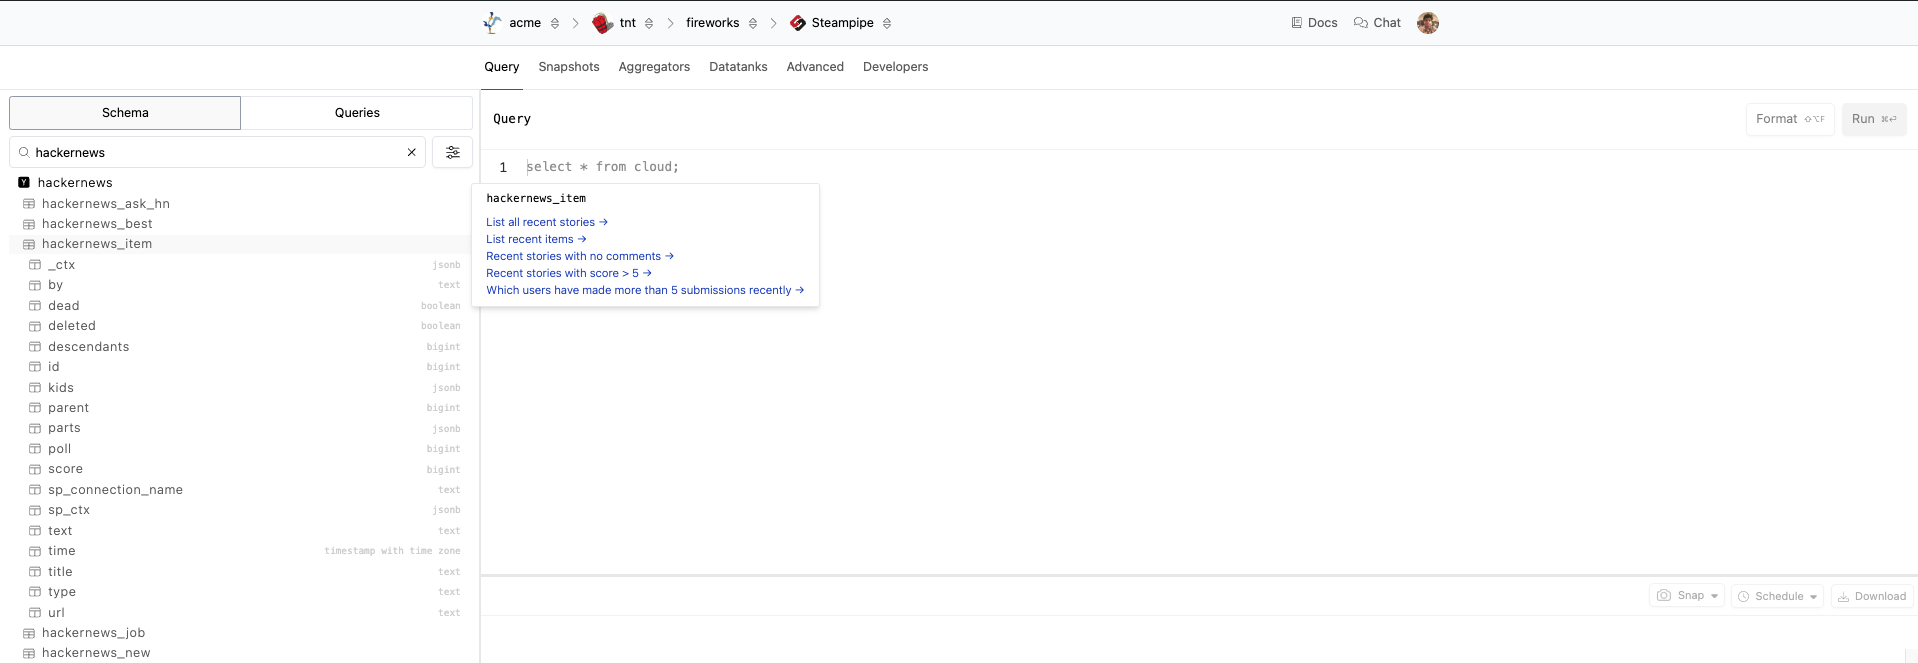 acme tnt fireworks Steampipe Docs Chat
Query Snapshots Aggregators Datatanks Advanced Developers
Schema Queries
hackernews
Y hackernews
hackernews_ask_hn
hackernews_best
hackernews_item
_ctx jsonb
by text
dead boolean
deleted boolean
descendants bigint
id bigint
kids jsonb
parent bigint
parts jsonb
poll bigint
score bigint
sp_connection_name text
sp_ctx jsonb
text text
time timestamp with time zone
title text
type text
url text
hackernews_job
hackernews_new
Query Format ⇧⌥F Run ⌘↵
1 select * from cloud;
hackernews_item
List all recent stories →
List recent items →
Recent stories with no comments →
Recent stories with score > 5 →
Which users have made more than 5 submissions recently →
Snap Schedule Download